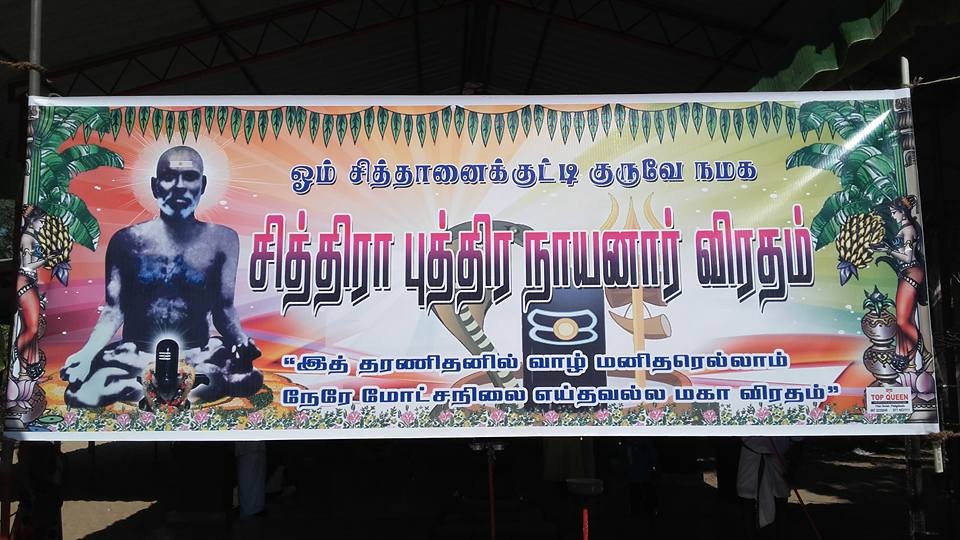 ஓம் சித்தானைக்குட்டி குருவே நமக
சித்திரா புத்திர நாயனார் விரதம்
“இத் தரணிதனில் வாழ் மனிதரெல்லாம்
நேரே மோட்சநிலை எய்தவல்ல மகா விரதம்”
TOP QUEEN